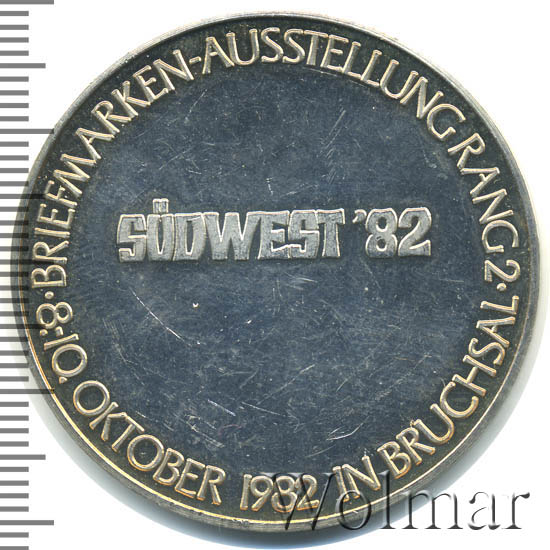 BRIEFMARKEN-AUSSTELLUNG RANG 2·
8.-10. OKTOBER 1982 IN BRUCHSAL·
SÜDWEST '82
Wolmar